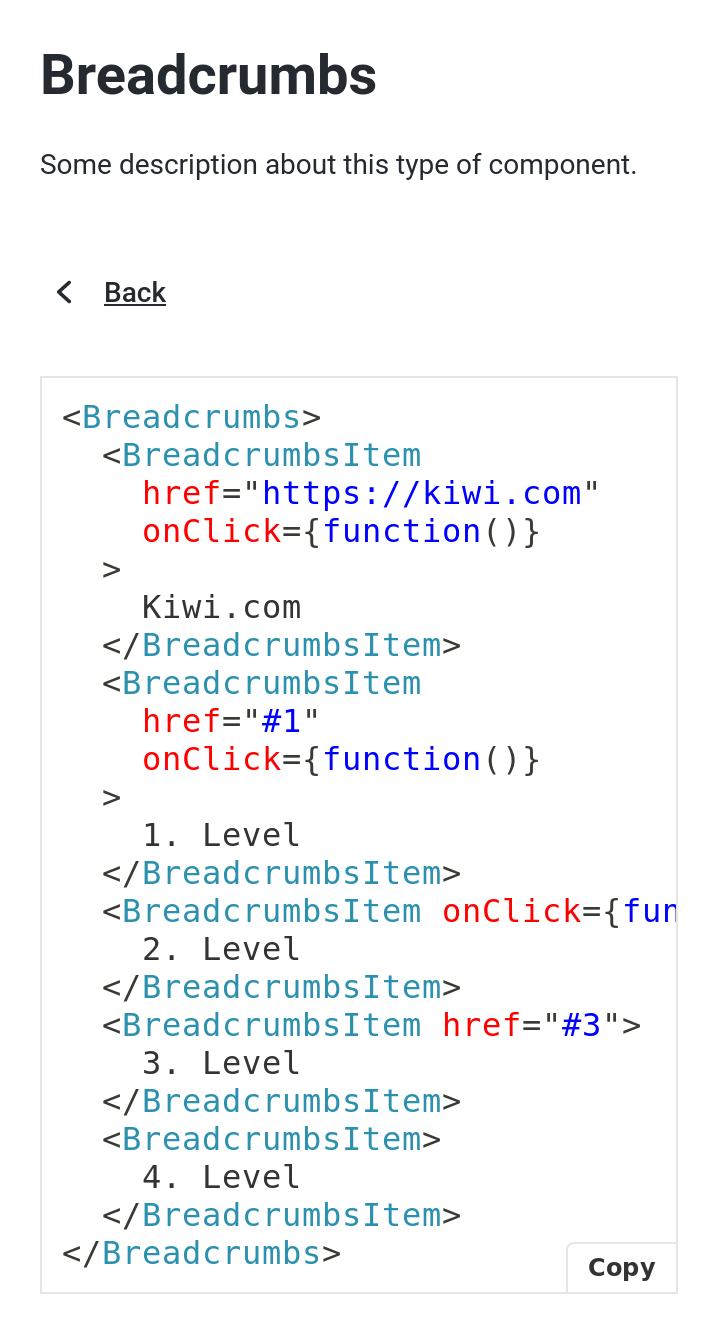 Breadcrumbs
Some description about this type of component.
Back
<Breadcrumbs>
  <BreadcrumbsItem
    href="https://kiwi.com"
    onClick={function()}
  >
    Kiwi.com
  </BreadcrumbsItem>
  <BreadcrumbsItem
    href="#1"
    onClick={function()}
  >
    1. Level
  </BreadcrumbsItem>
  <BreadcrumbsItem onClick={fun
    2. Level
  </BreadcrumbsItem>
  <BreadcrumbsItem href="#3">
    3. Level
  </BreadcrumbsItem>
  <BreadcrumbsItem>
    4. Level
  </BreadcrumbsItem>
</Breadcrumbs>
Copy